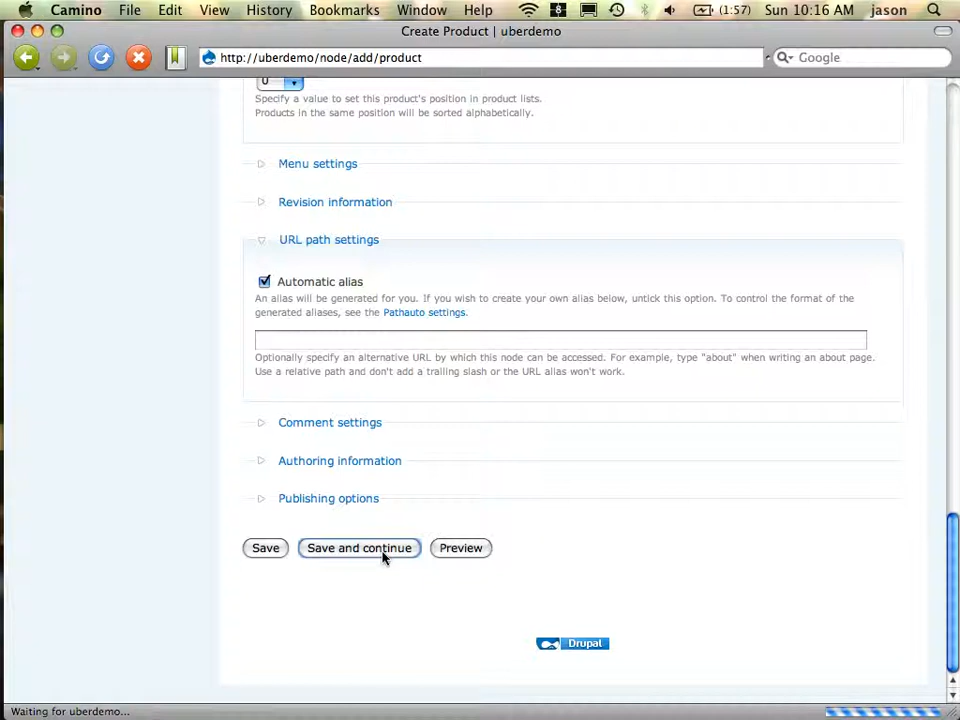 Camino File Edit View History Bookmarks Window Help 8 (1:57) Sun 10:16 AM jason
Create Product | uberdemo
http://uberdemo/node/add/product
Google
0
Specify a value to set this product's position in product lists.
Products in the same position will be sorted alphabetically.
Menu settings
Revision information
URL path settings
Automatic alias
An alias will be generated for you. If you wish to create your own alias below, untick this option. To control the format of the
generated aliases, see the Pathauto settings.
Optionally specify an alternative URL by which this node can be accessed. For example, type "about" when writing an about page.
Use a relative path and don't add a trailing slash or the URL alias won't work.
Comment settings
Authoring information
Publishing options
Save Save and continue Preview
Drupal
Waiting for uberdemo...